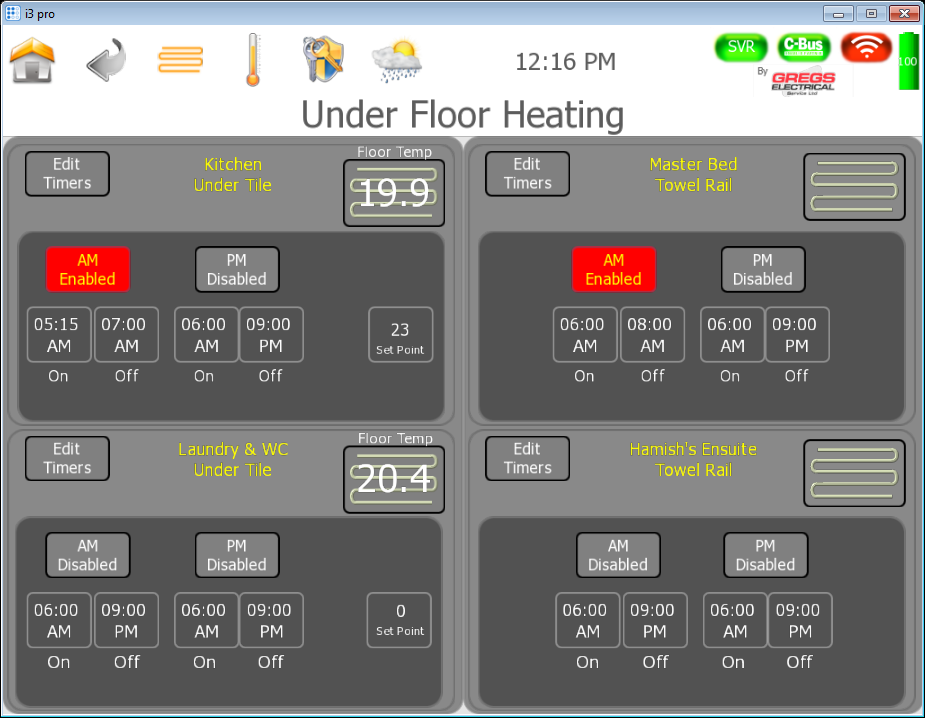 i3 pro
12:16 PM
SVR
C-Bus
100
By
GREGS
ELECTRICAL
Service Ltd
Under Floor Heating
Edit
Timers
Kitchen
Under Tile
Floor Temp
19.9
AM
Enabled
PM
Disabled
05:15
AM
07:00
AM
06:00
AM
09:00
PM
23
Set Point
On
Off
On
Off
Edit
Timers
Master Bed
Towel Rail
AM
Enabled
PM
Disabled
06:00
AM
08:00
AM
06:00
AM
09:00
PM
On
Off
On
Off
Edit
Timers
Laundry & WC
Under Tile
Floor Temp
20.4
AM
Disabled
PM
Disabled
06:00
AM
09:00
PM
06:00
AM
09:00
PM
0
Set Point
On
Off
On
Off
Edit
Timers
Hamish's Ensuite
Towel Rail
AM
Disabled
PM
Disabled
06:00
AM
09:00
PM
06:00
AM
09:00
PM
On
Off
On
Off